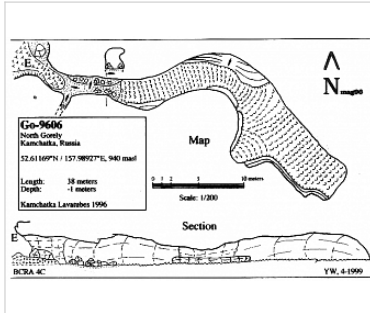 E
N mag90
Go-9606
North Gorely
Kamchatka, Russia
52.61169°N / 157.98927°E, 940 masl
Length: 38 meters
Depth: -1 meters
Kamchatka Lavatubes 1996
Map
0 1 2 5 10 meters
Scale: 1/200
Section
E
BCRA 4C
YW, 4-1999